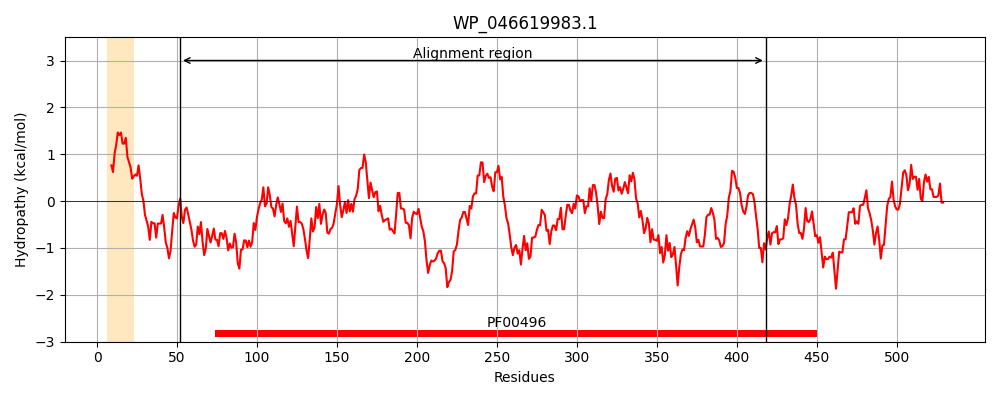 WP_046619983.1
Alignment region
Hydropathy (kcal/mol)
3
2
1
0
−1
−2
−3
PF00496
0 50 100 150 200 250 300 350 400 450 500
Residues